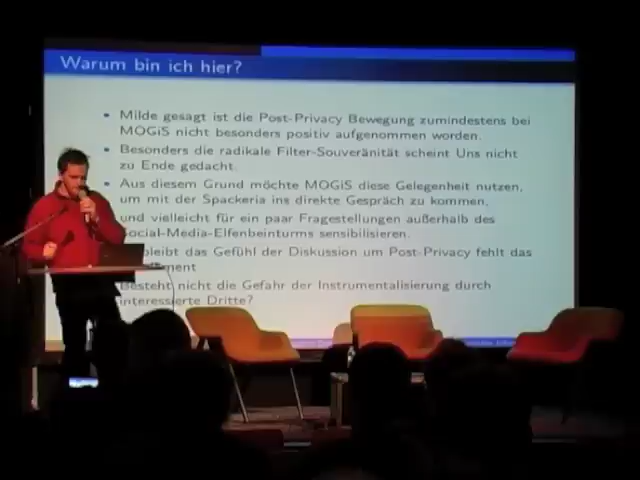 Warum bin ich hier?
Milde gesagt ist die Post-Privacy Bewegung zumindestens bei
MOGiS nicht besonders positiv aufgenommen worden.
Besonders die radikale Filter-Souveränität scheint Uns nicht
zu Ende gedacht.
Aus diesem Grund möchte MOGiS diese Gelegenheit nutzen,
um mit der Spackeria ins direkte Gespräch zu kommen,
und vielleicht für ein paar Fragestellungen außerhalb des
Social-Media-Elfenbeinturms sensibilisieren.
bleibt das Gefühl der Diskussion um Post-Privacy fehlt das
Besteht nicht die Gefahr der Instrumentalisierung durch
interessierte Dritte?